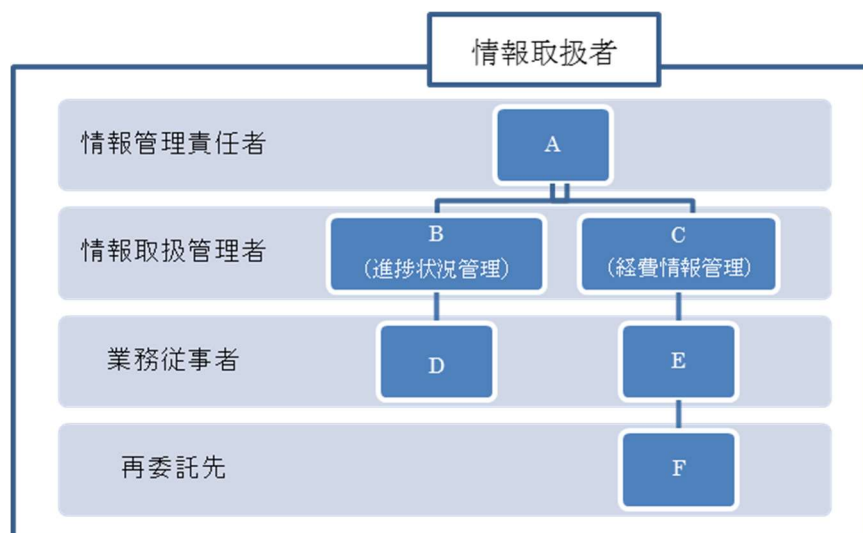 情報取扱者
情報管理責任者
A
情報取扱管理者
B
（進捗状況管理）
C
（経費情報管理）
業務従事者
D
E
再委託先
F